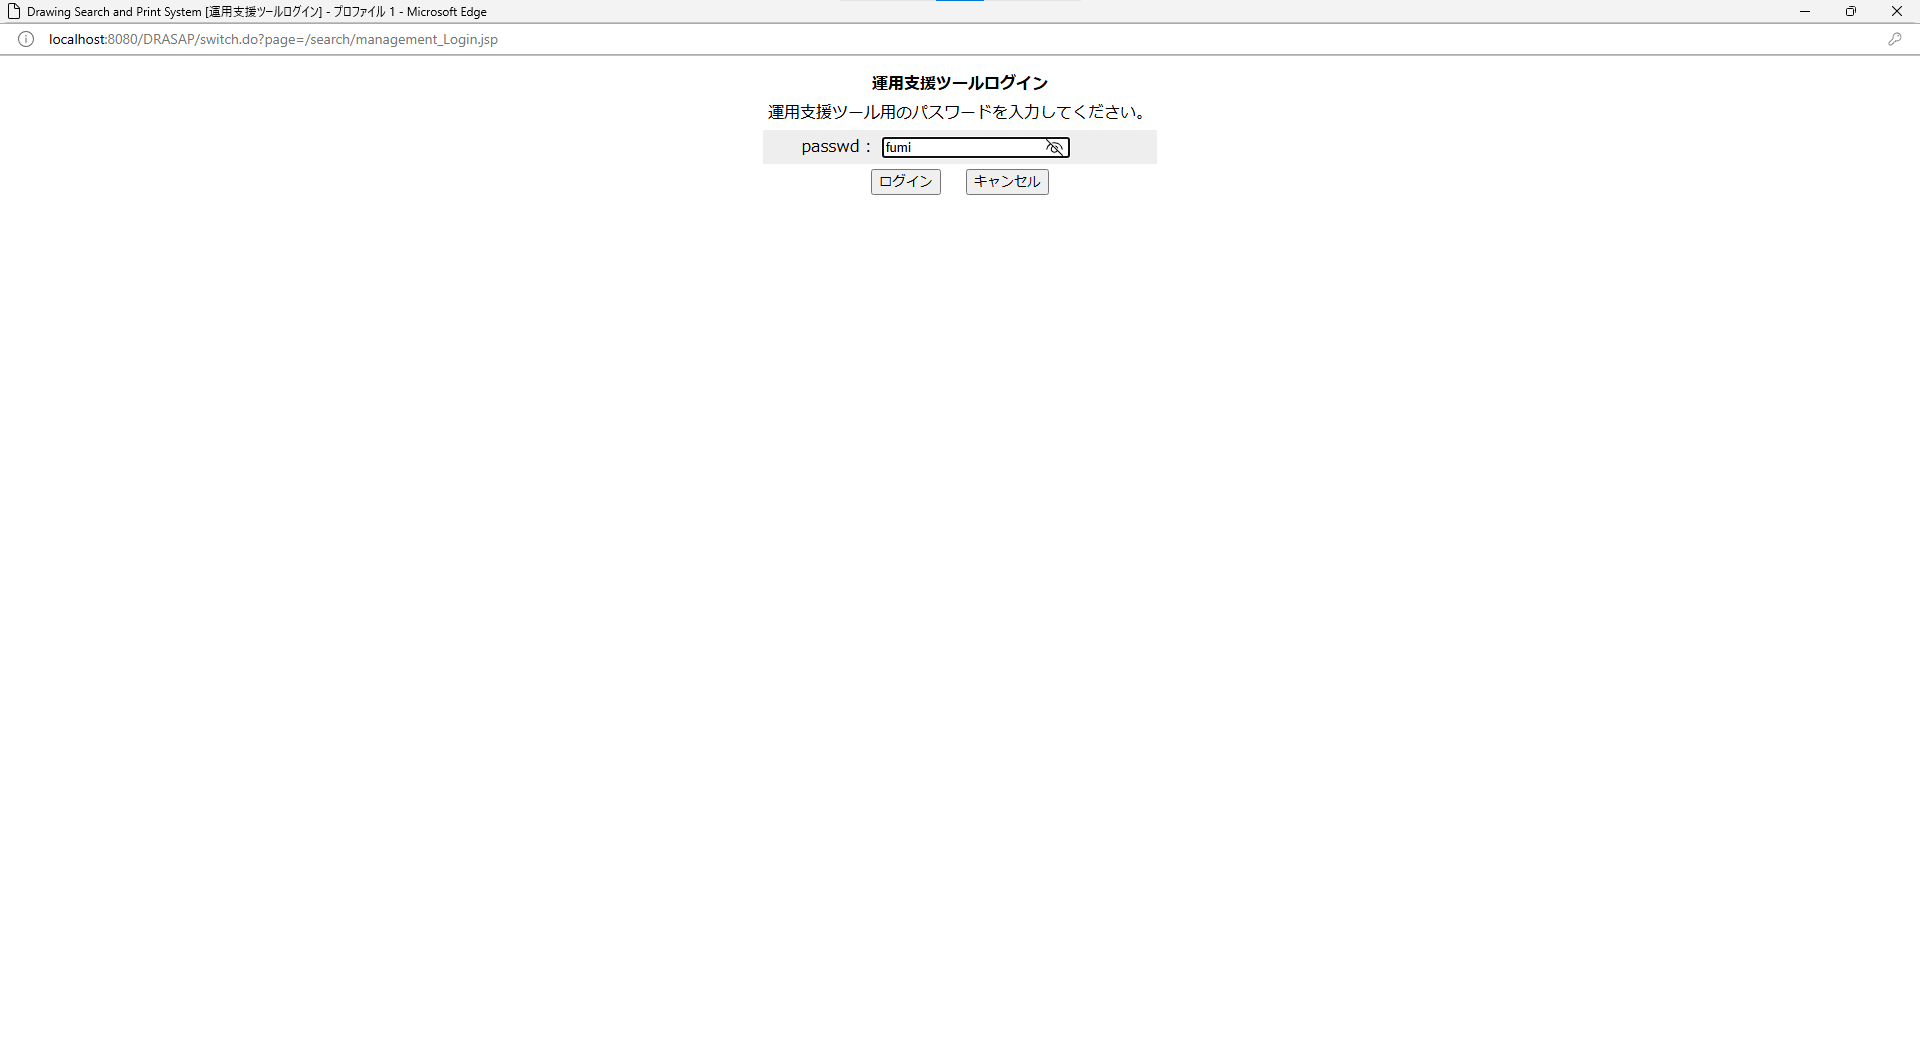 Drawing Search and Print System [運用支援ツールログイン] - プロファイル 1 - Microsoft Edge
localhost:8080/DRASAP/switch.do?page=/search/management_Login.jsp
運用支援ツールログイン
運用支援ツール用のパスワードを入力してください。
passwd : fumi
ログイン キャンセル